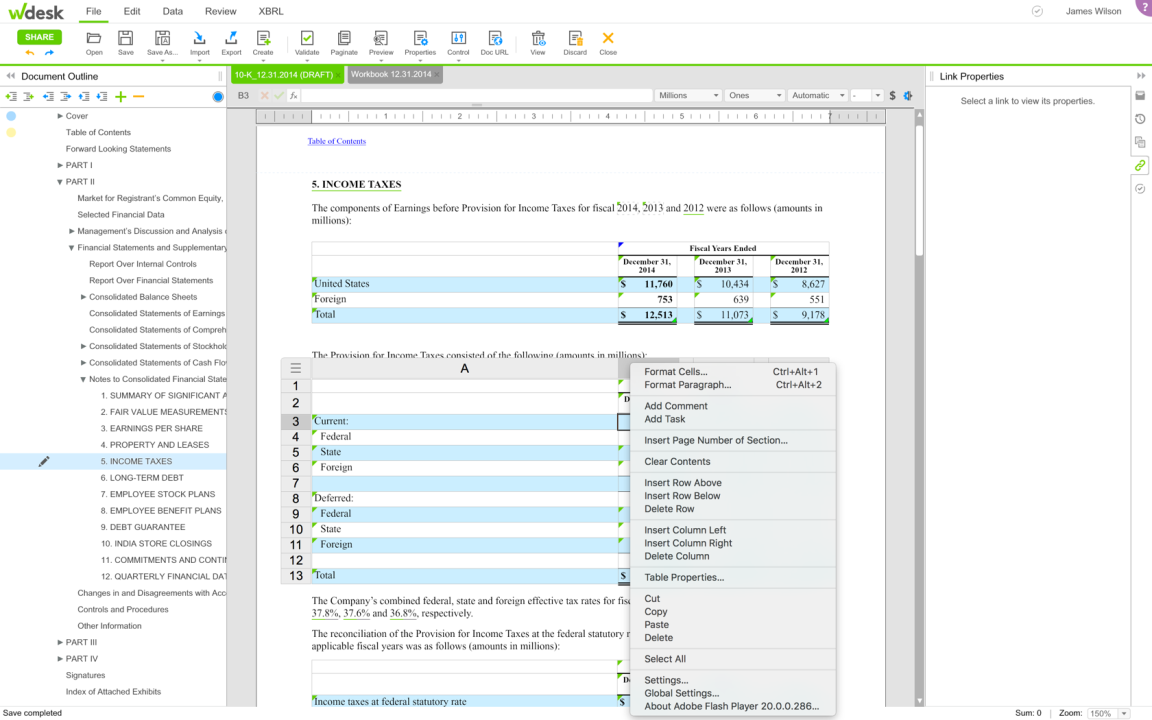 wdesk File Edit Data Review XBRL James Wilson ?
SHARE
Open Save Save As... Import Export Create Validate Paginate Preview Properties Control Doc URL View Discard Close
Document Outline
10-K_12.31.2014 (DRAFT) × Workbook 12.31.2014 ×
Link Properties
B3 fx Millions Ones Automatic - $
Select a link to view its properties.
1 2 3 4 5 6 7
Cover
Table of Contents
Forward Looking Statements
PART I
PART II
Market for Registrant's Common Equity,
Selected Financial Data
Management's Discussion and Analysis
Financial Statements and Supplementary
Report Over Internal Controls
Report Over Financial Statements
Consolidated Balance Sheets
Consolidated Statements of Earnings
Consolidated Statements of Compreh
Consolidated Statements of Stockhol
Consolidated Statements of Cash Flo
Notes to Consolidated Financial State
1. SUMMARY OF SIGNIFICANT A
2. FAIR VALUE MEASUREMENTS
3. EARNINGS PER SHARE
4. PROPERTY AND LEASES
5. INCOME TAXES
6. LONG-TERM DEBT
7. EMPLOYEE STOCK PLANS
8. EMPLOYEE BENEFIT PLANS
9. DEBT GUARANTEE
10. INDIA STORE CLOSINGS
11. COMMITMENTS AND CONTI
12. QUARTERLY FINANCIAL DAT
Changes in and Disagreements with Acc
Controls and Procedures
Other Information
PART III
PART IV
Signatures
Index of Attached Exhibits
Table of Contents
5. INCOME TAXES
The components of Earnings before Provision for Income Taxes for fiscal 2014, 2013 and 2012 were as follows (amounts in
millions):
Fiscal Years Ended
December 31, 2014 December 31, 2013 December 31, 2012
United States $ 11,760 $ 10,434 $ 8,627
Foreign 753 639 551
Total $ 12,513 $ 11,073 $ 9,178
The Provision for Income Taxes consisted of the following (amounts in millions):
A
1
2 D
3 Current:
4 Federal
5 State
6 Foreign
7
8 Deferred:
9 Federal
10 State
11 Foreign
12
13 Total $
The Company's combined federal, state and foreign effective tax rates for fisc
37.8%, 37.6% and 36.8%, respectively.
The reconciliation of the Provision for Income Taxes at the federal statutory r
applicable fiscal years was as follows (amounts in millions):
De
Income taxes at federal statutory rate $
Format Cells... Ctrl+Alt+1
Format Paragraph... Ctrl+Alt+2
Add Comment
Add Task
Insert Page Number of Section...
Clear Contents
Insert Row Above
Insert Row Below
Delete Row
Insert Column Left
Insert Column Right
Delete Column
Table Properties...
Cut
Copy
Paste
Delete
Select All
Settings...
Global Settings...
About Adobe Flash Player 20.0.0.286...
Save completed
Sum: 0 Zoom: 150%